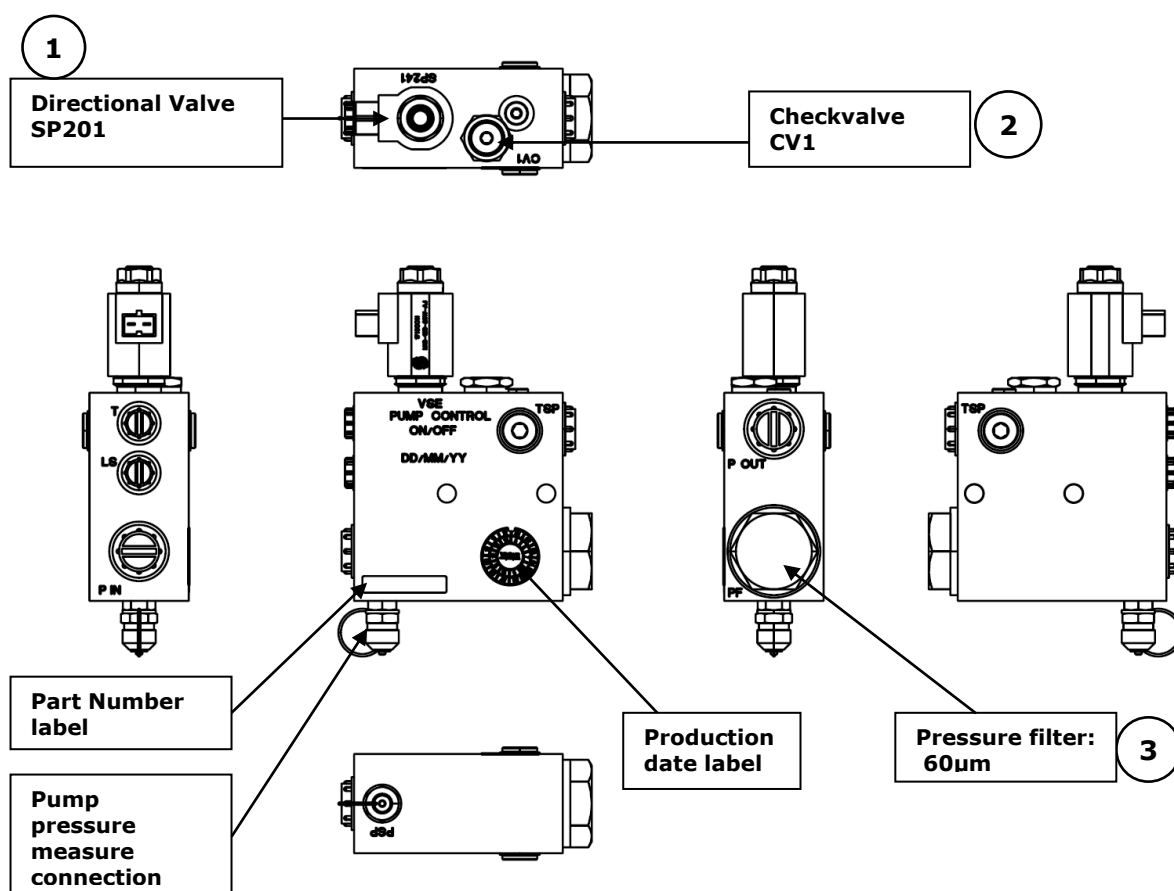 1
Directional Valve
SP201
SP241
CV1
Checkvalve
CV1
2
T
LS
P IN
VSE
PUMP CONTROL
ON/OFF
DD/MM/YY
TSP
P OUT
PF
TSP
Part Number
label
Pump
pressure
measure
connection
PSP
Production
date label
Pressure filter:
60µm
3